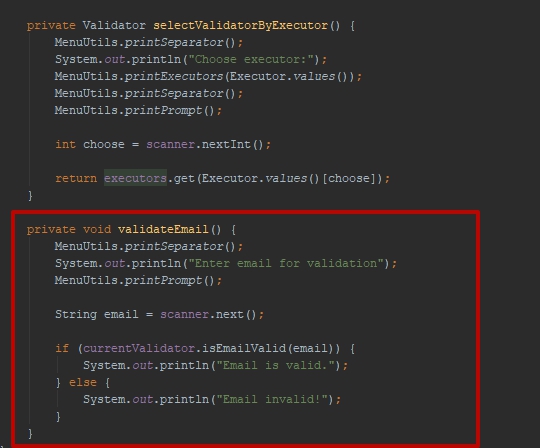 private Validator selectValidatorByExecutor() {
MenuUtils.printSeparator();
System.out.println("Choose executor:");
MenuUtils.printExecutors(Executor.values());
MenuUtils.printSeparator();
MenuUtils.printPrompt();
int choose = scanner.nextInt();
return executors.get(Executor.values()[choose]);
}
private void validateEmail() {
MenuUtils.printSeparator();
System.out.println("Enter email for validation");
MenuUtils.printPrompt();
String email = scanner.next();
if (currentValidator.isEmailValid(email)) {
System.out.println("Email is valid.");
} else {
System.out.println("Email invalid!");
}
}
}